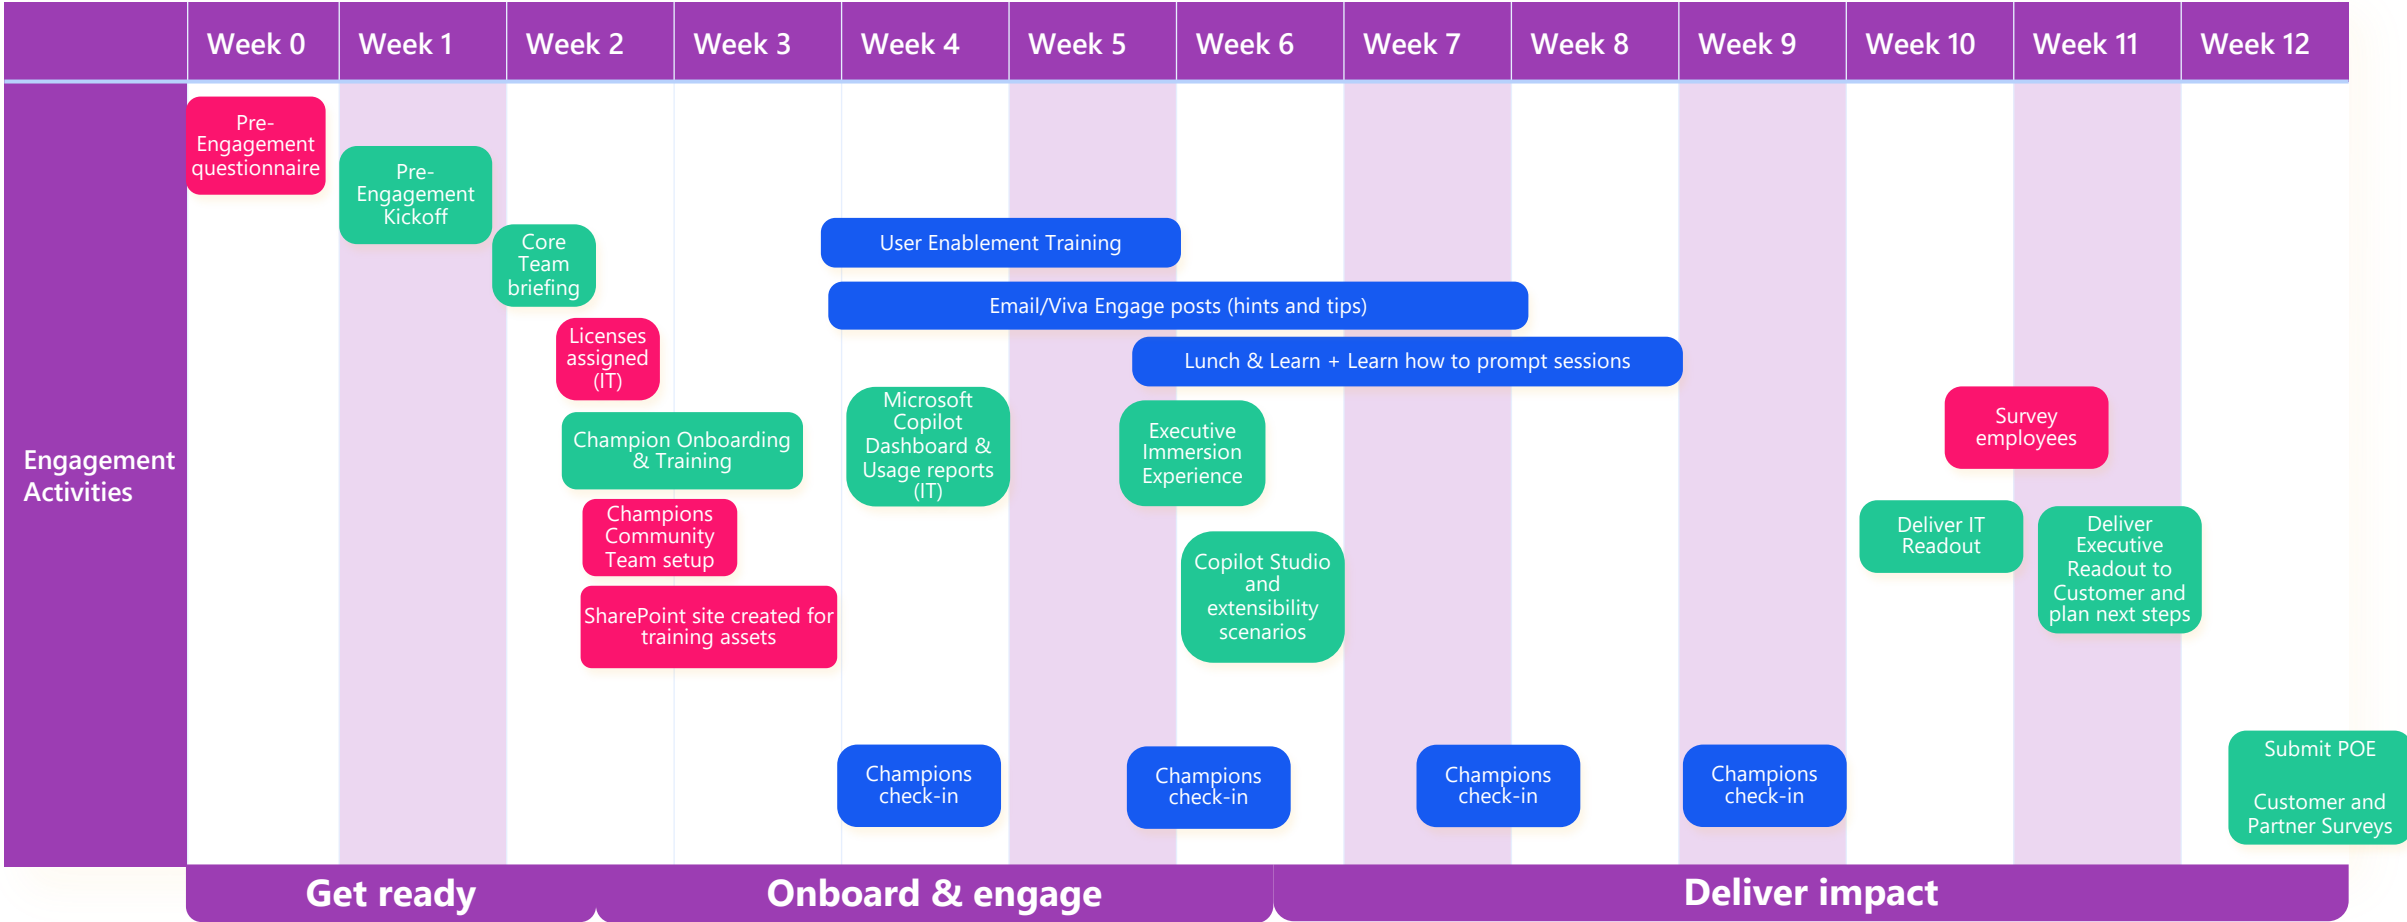 Week 0
Week 1
Week 2
Week 3
Week 4
Week 5
Week 6
Week 7
Week 8
Week 9
Week 10
Week 11
Week 12
Engagement
Activities
Pre-
Engagement
questionnaire
Pre-
Engagement
Kickoff
Core
Team
briefing
Licenses
assigned
(IT)
Champion Onboarding
& Training
Champions
Community
Team setup
SharePoint site created for
training assets
User Enablement Training
Email/Viva Engage posts (hints and tips)
Lunch & Learn + Learn how to prompt sessions
Microsoft
Copilot
Dashboard &
Usage reports
(IT)
Executive
Immersion
Experience
Copilot Studio
and
extensibility
scenarios
Survey
employees
Deliver IT
Readout
Deliver
Executive
Readout to
Customer and
plan next steps
Champions
check-in
Champions
check-in
Champions
check-in
Champions
check-in
Submit POE
Customer and
Partner Surveys
Get ready
Onboard & engage
Deliver impact